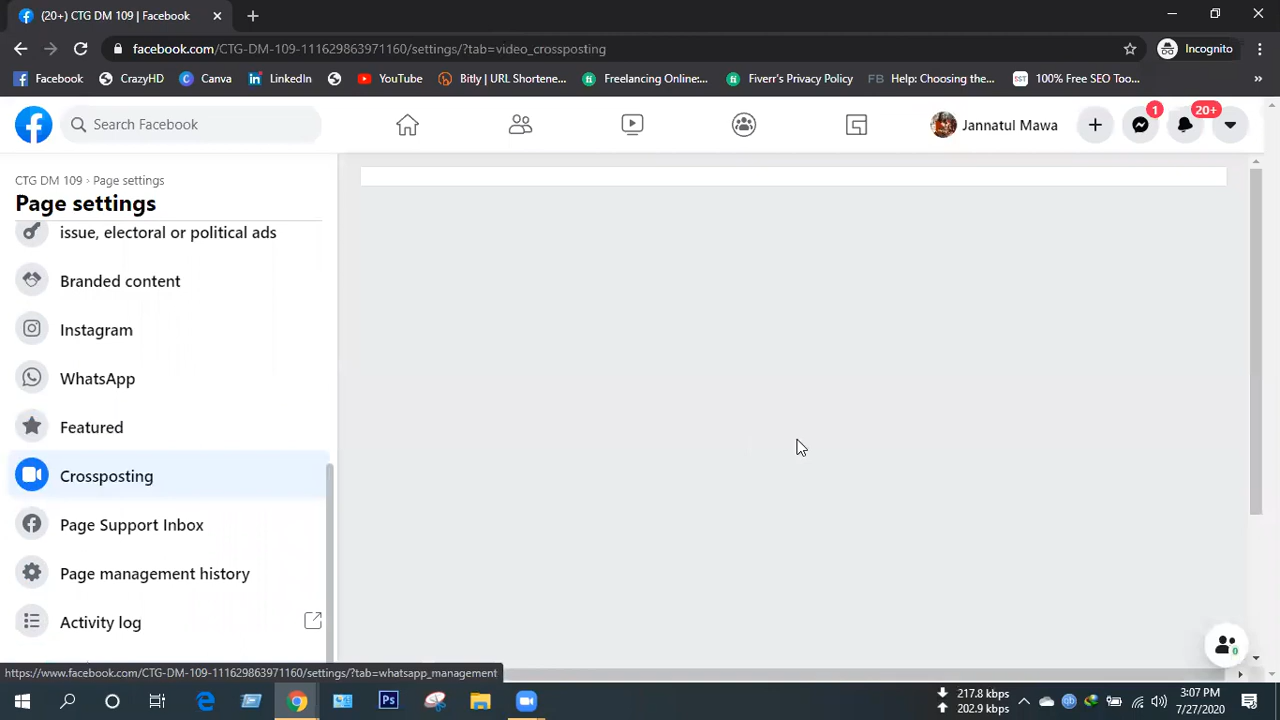 (20+) CTG DM 109 | Facebook
facebook.com/CTG-DM-109-111629863971160/settings/?tab=video_crossposting
Incognito
Facebook
CrazyHD
Canva
LinkedIn
YouTube
Bitly | URL Shortene...
Freelancing Online:...
Fiverr's Privacy Policy
FB Help: Choosing the...
SST 100% Free SEO Too...
Search Facebook
Jannatul Mawa
1
20+
CTG DM 109 › Page settings
Page settings
issue, electoral or political ads
Branded content
Instagram
WhatsApp
Featured
Crossposting
Page Support Inbox
Page management history
Activity log
0
https://www.facebook.com/CTG-DM-109-111629863971160/settings/?tab=whatsapp_management
Ps
217.8 kbps
202.9 kbps
3:07 PM
7/27/2020